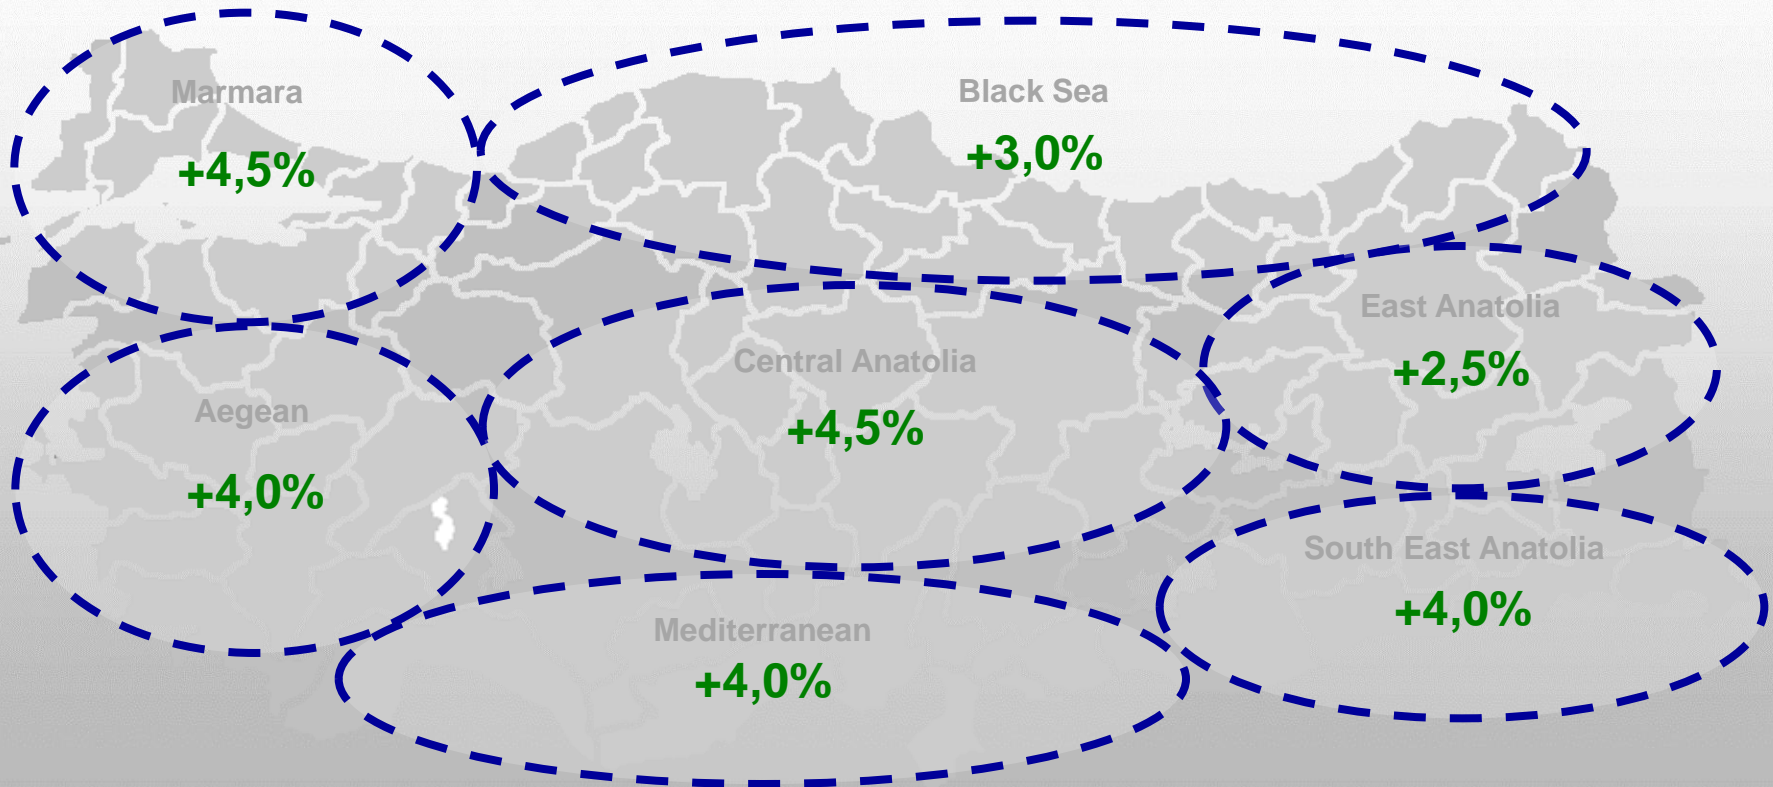 Marmara
+4,5%
Black Sea
+3,0%
East Anatolia
+2,5%
Central Anatolia
+4,5%
Aegean
+4,0%
South East Anatolia
+4,0%
Mediterranean
+4,0%